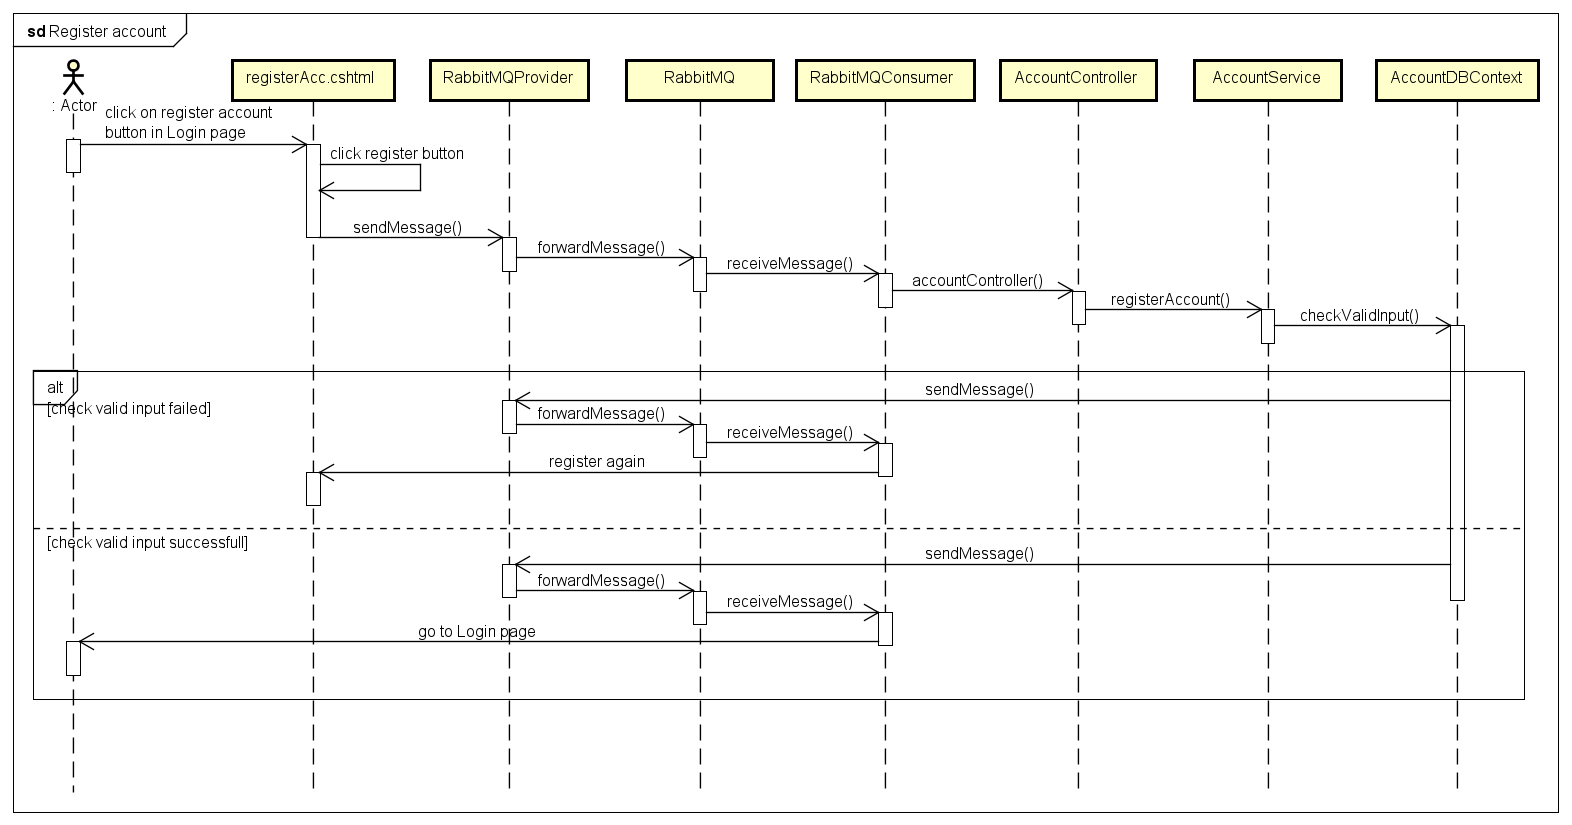 sd Register account
: Actor
registerAcc.cshtml
RabbitMQProvider
RabbitMQ
RabbitMQConsumer
AccountController
AccountService
AccountDBContext
click on register account
button in Login page
click register button
sendMessage()
forwardMessage()
receiveMessage()
accountController()
registerAccount()
checkValidInput()
alt
[check valid input failed]
sendMessage()
forwardMessage()
receiveMessage()
register again
[check valid input successfull]
sendMessage()
forwardMessage()
receiveMessage()
go to Login page